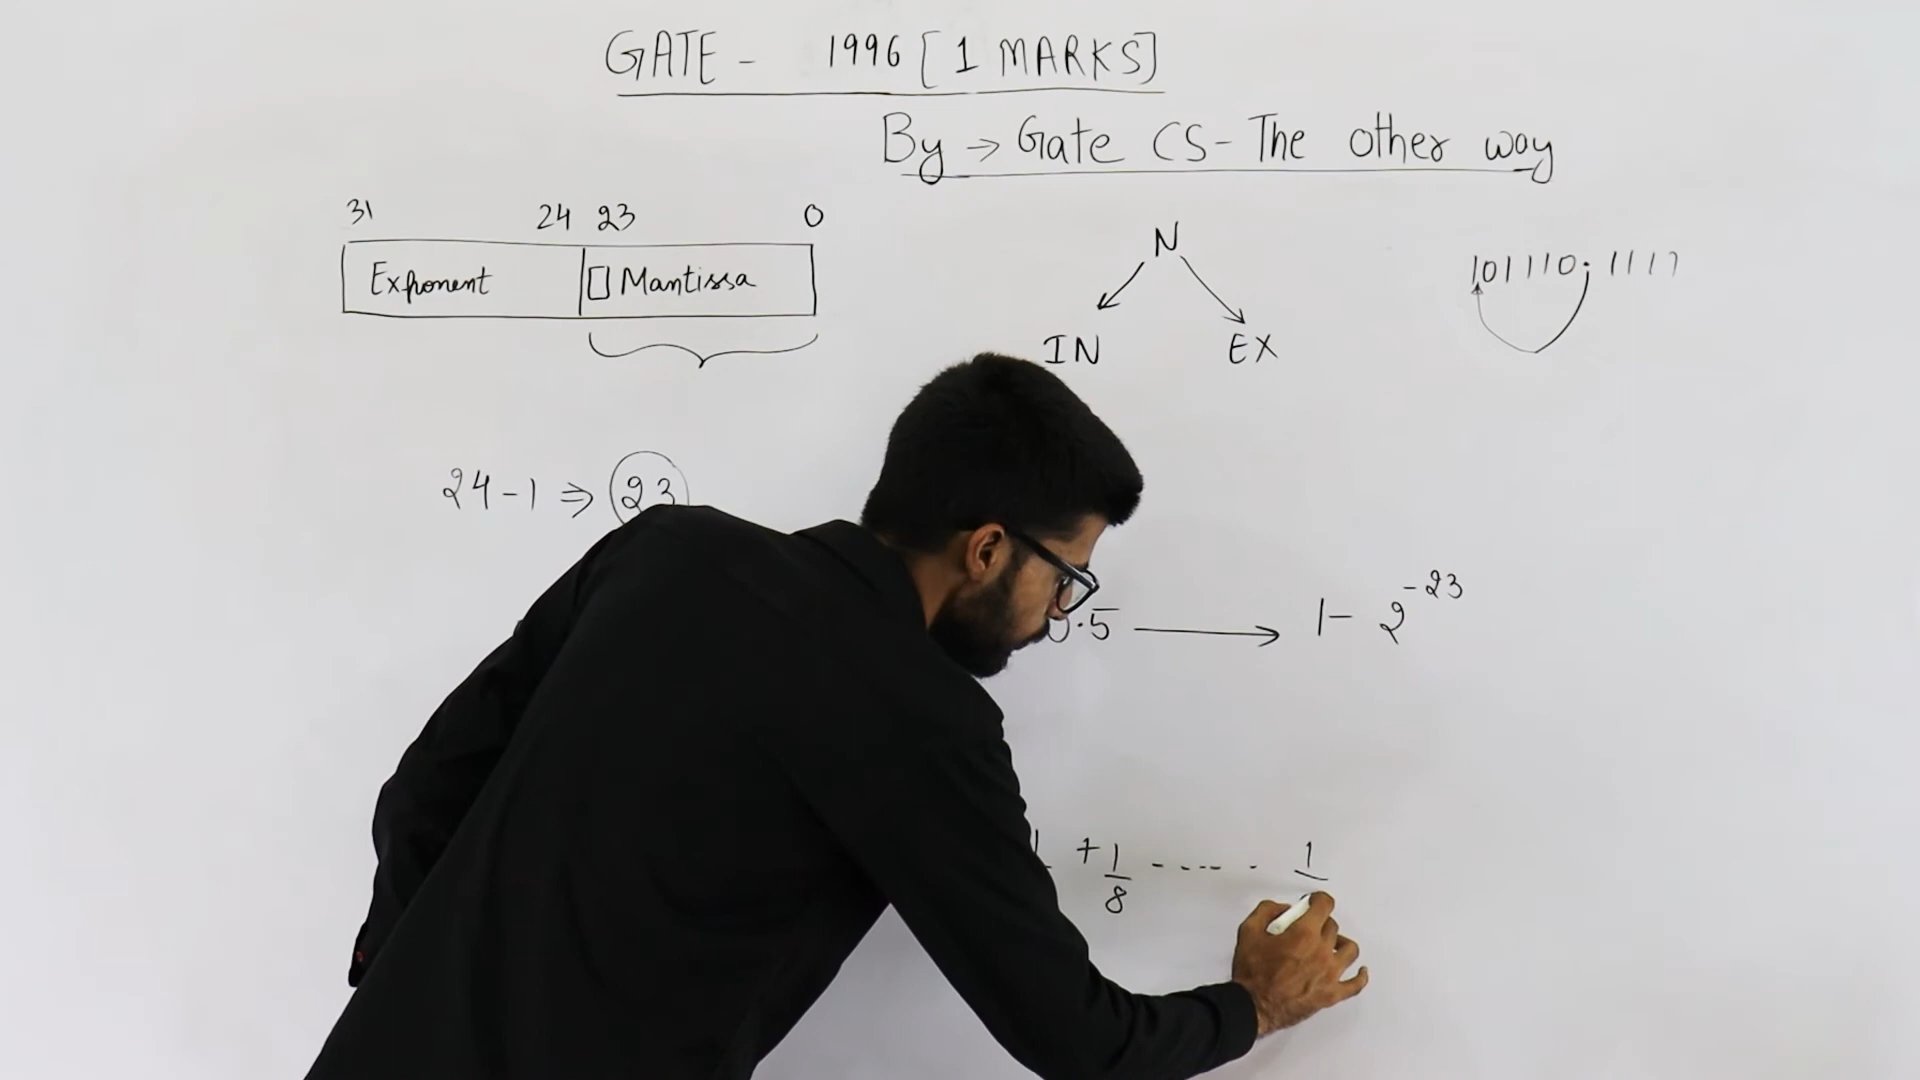 GATE - 1996 [1 MARKS]
By → Gate CS - The other way
31 24 23 0
Exponent Mantissa
N
IN EX
101110.1111
24 - 1 ⇒ 23
0.5 → 1 - 2^-23
+ 1/8 ----- 1